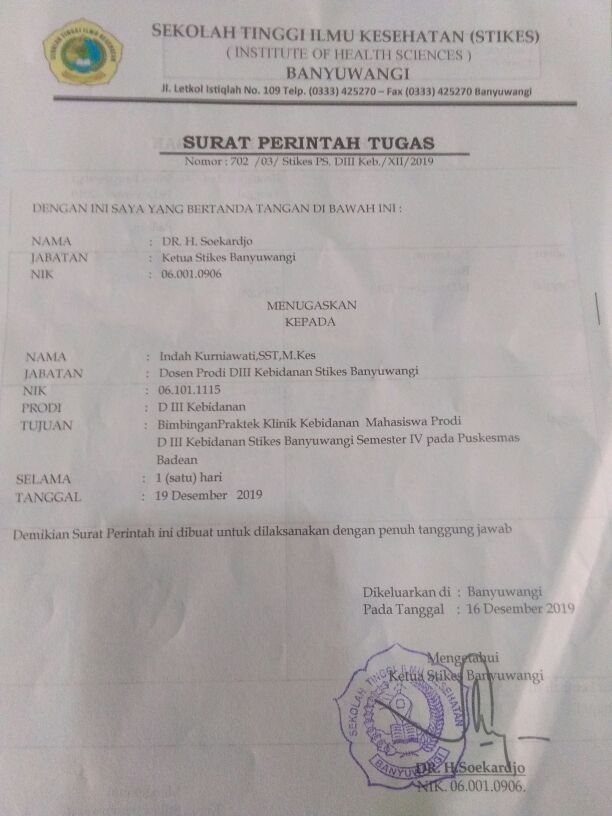 SEKOLAH TINGGI ILMU KESEHATAN (STIKES)
( INSTITUTE OF HEALTH SCIENCES )
BANYUWANGI
Jl. Letkol Istiqlah No. 109 Telp. (0333) 425270 – Fax (0333) 425270 Banyuwangi
SURAT PERINTAH TUGAS
Nomor : 702 /03/ Stikes PS. DIII Keb./XII/2019
DENGAN INI SAYA YANG BERTANDA TANGAN DI BAWAH INI :
NAMA : DR. H. Soekardjo
JABATAN : Ketua Stikes Banyuwangi
NIK : 06.001.0906
MENUGASKAN
KEPADA
NAMA : Indah Kurniawati,SST,M.Kes
JABATAN : Dosen Prodi DIII Kebidanan Stikes Banyuwangi
NIK : 06.101.1115
PRODI : D III Kebidanan
TUJUAN : BimbinganPraktek Klinik Kebidanan Mahasiswa Prodi
D III Kebidanan Stikes Banyuwangi Semester IV pada Puskesmas
Badean
SELAMA : 1 (satu) hari
TANGGAL : 19 Desember 2019
Demikian Surat Perintah ini dibuat untuk dilaksanakan dengan penuh tanggung jawab
Dikeluarkan di : Banyuwangi
Pada Tanggal : 16 Desember 2019
Mengetahui
Ketua Stikes Banyuwangi
SEKOLAH TINGGI ILMU KESEHATAN
BANYUWANGI
DR. H.Soekardjo
NIK. 06.001.0906.